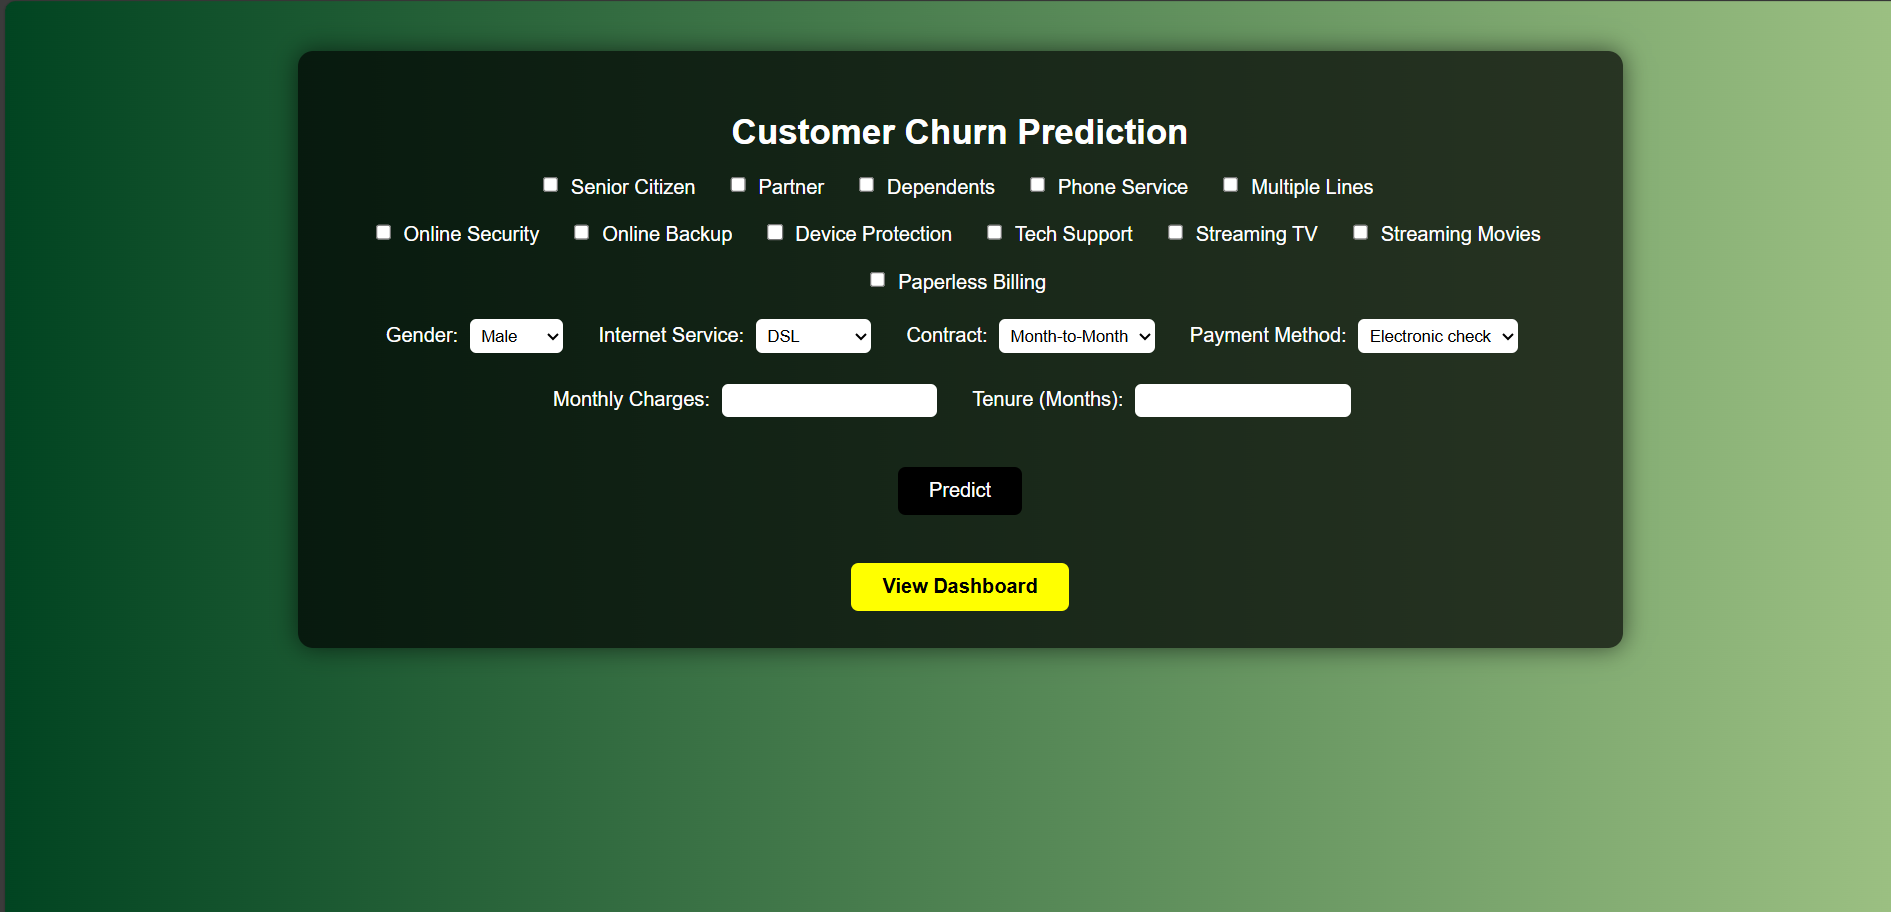 Customer Churn Prediction
Senior Citizen Partner Dependents Phone Service Multiple Lines
Online Security Online Backup Device Protection Tech Support Streaming TV Streaming Movies
Paperless Billing
Gender: Male Internet Service: DSL Contract: Month-to-Month Payment Method: Electronic check
Monthly Charges: Tenure (Months):
Predict
View Dashboard